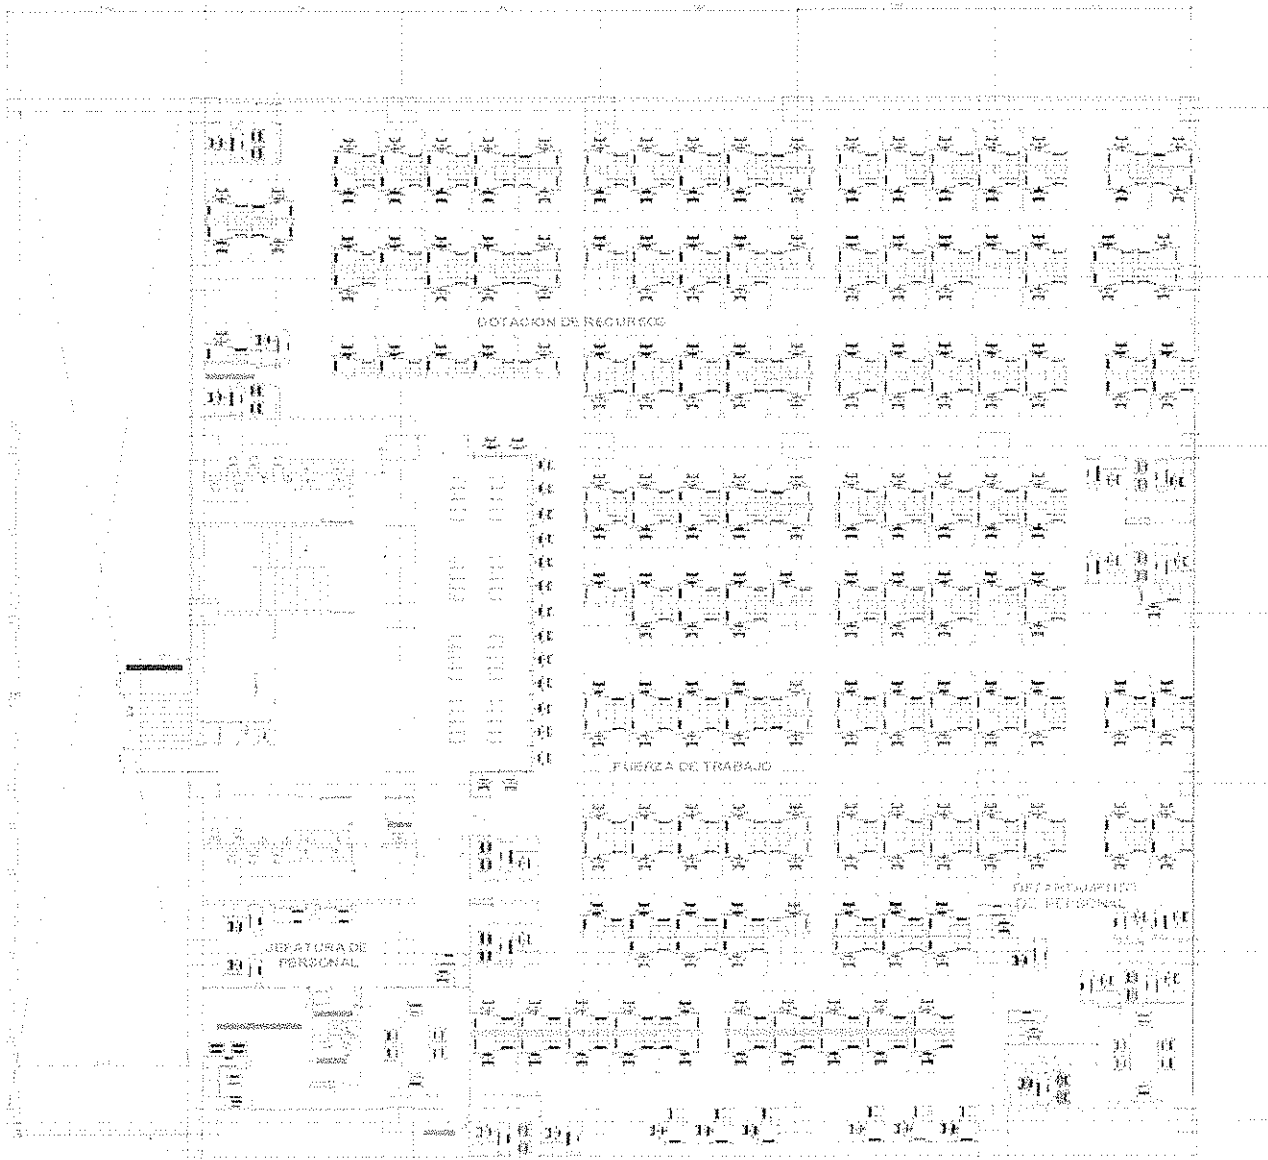 DOTACION DE RECURSOS
FUERZA DE TRABAJO
DEPARTAMENTO
DE PERSONAL
JEFATURA DE
PERSONAL